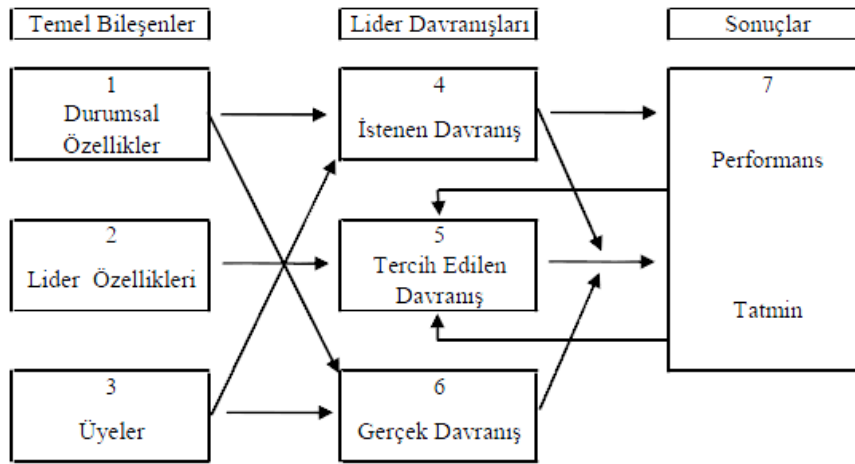 Temel Bileşenler
Lider Davranışları
Sonuçlar
1
Durumsal
Özellikler
4
İstenen Davranış
7
Performans
Tatmin
2
Lider Özellikleri
5
Tercih Edilen
Davranış
3
Üyeler
6
Gerçek Davranış